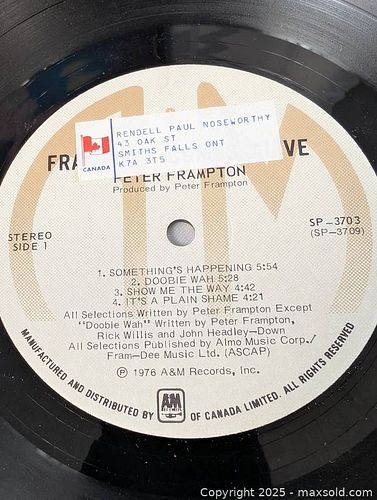 RENDELL PAUL NOSEWORTHY
43 OAK ST
SMITHS FALLS ONT
K7A 3T5
CANADA
FRA VE
PETER FRAMPTON
Produced by Peter Frampton
STEREO
SIDE 1
SP–3703
(SP–3709)
1. SOMETHING'S HAPPENING 5:54
2. DOOBIE WAH 5:28
3. SHOW ME THE WAY 4:42
4. IT'S A PLAIN SHAME 4:21
All Selections Written by Peter Frampton Except
"Doobie Wah" Written by Peter Frampton,
Rick Willis and John Headley–Down
All Selections Published by Almo Music Corp./
Fram–Dee Music Ltd. (ASCAP)
℗ 1976 A&M Records, Inc.
MANUFACTURED AND DISTRIBUTED BY A&M RECORDS OF CANADA LIMITED. ALL RIGHTS RESERVED
Copyright 2025 - maxsold.com